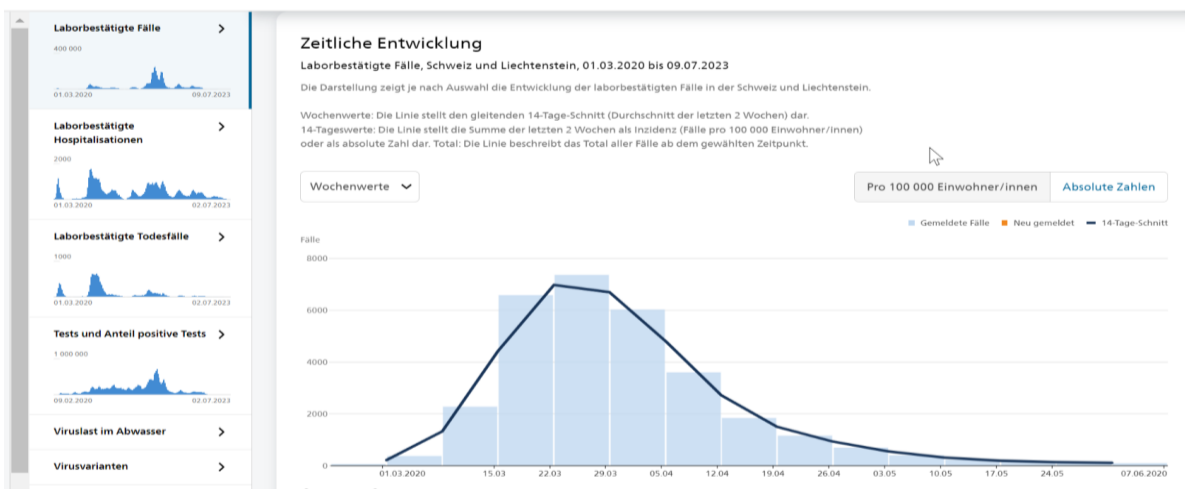 Laborbestätigte Fälle
400 000
01.03.2020 09.07.2023
Laborbestätigte
Hospitalisationen
2000
01.03.2020 02.07.2023
Laborbestätigte Todesfälle
1000
01.03.2020 02.07.2023
Tests und Anteil positive Tests
1 000 000
09.02.2020 02.07.2023
Viruslast im Abwasser
Virusvarianten
Zeitliche Entwicklung
Laborbestätigte Fälle, Schweiz und Liechtenstein, 01.03.2020 bis 09.07.2023
Die Darstellung zeigt je nach Auswahl die Entwicklung der laborbestätigten Fälle in der Schweiz und Liechtenstein.
Wochenwerte: Die Linie stellt den gleitenden 14-Tage-Schnitt (Durchschnitt der letzten 2 Wochen) dar.
14-Tageswerte: Die Linie stellt die Summe der letzten 2 Wochen als Inzidenz (Fälle pro 100 000 Einwohner/innen)
oder als absolute Zahl dar. Total: Die Linie beschreibt das Total aller Fälle ab dem gewählten Zeitpunkt.
Wochenwerte
Pro 100 000 Einwohner/innen Absolute Zahlen
Gemeldete Fälle Neu gemeldet 14-Tage-Schnitt
Fälle
8000
6000
4000
2000
0
01.03.2020 15.03 22.03 29.03 05.04 12.04 19.04 26.04 03.05 10.05 17.05 24.05 07.06.2020